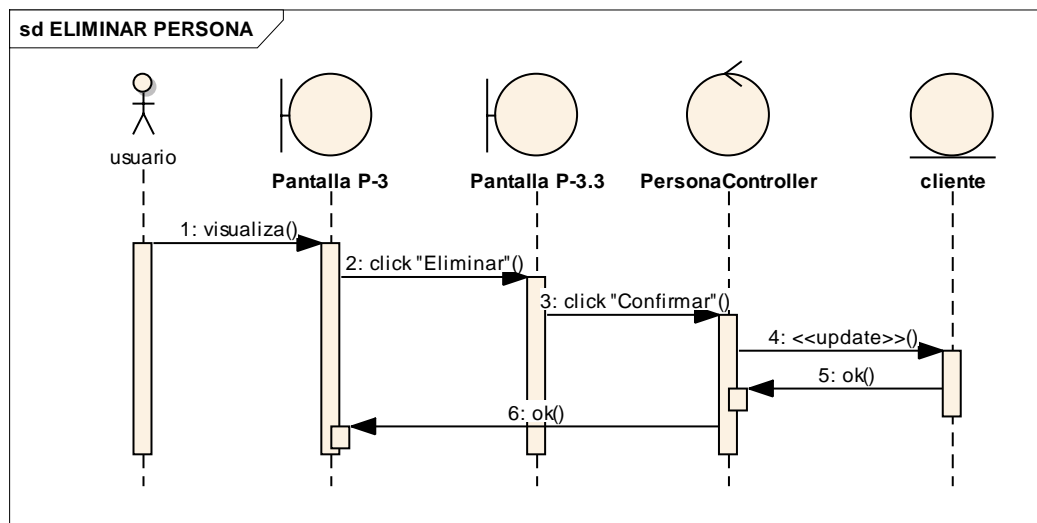 sd ELIMINAR PERSONA
usuario
Pantalla P-3
Pantalla P-3.3
PersonaController
cliente
1: visualiza()
2: click "Eliminar"()
3: click "Confirmar"()
4: <<update>>()
5: ok()
6: ok()